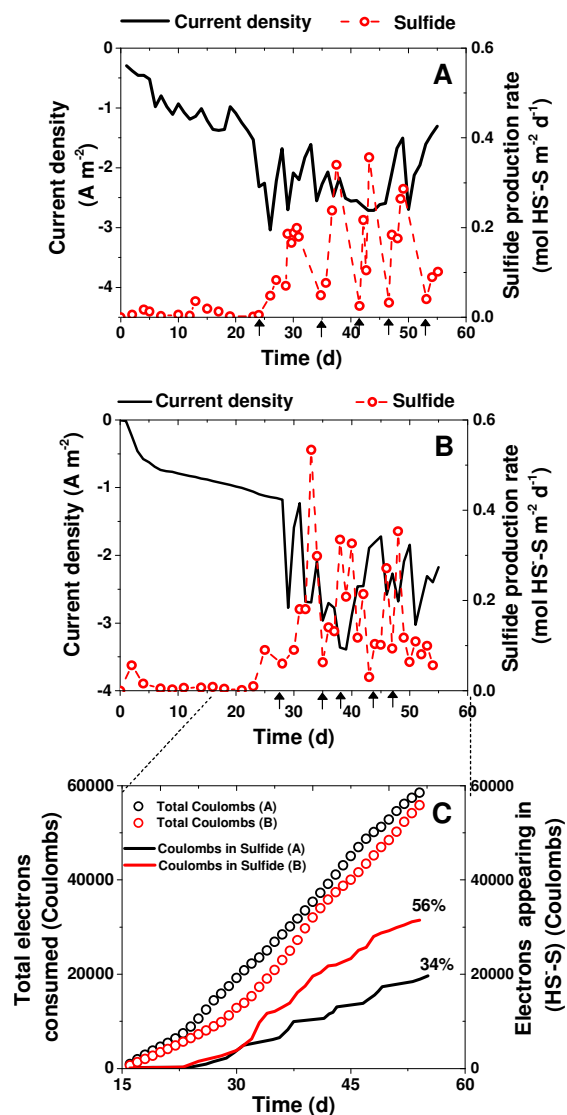 Current density Sulfide
A
0
-1
-2
-3
-4
0.6
0.4
0.2
0.0
Current density
(A m⁻²)
Sulfide production rate
(mol HS⁻-S m⁻² d⁻¹)
0 10 20 30 40 50 60
Time (d)
Current density Sulfide
B
0
-1
-2
-3
-4
0.6
0.4
0.2
0.0
Current density (A m⁻²)
Sulfide production rate
(mol HS⁻-S m⁻² d⁻¹)
0 10 20 30 40 50 60
Time (d)
C
Total Coulombs (A)
Total Coulombs (B)
Coulombs in Sulfide (A)
Coulombs in Sulfide (B)
56%
34%
60000
40000
20000
0
60000
40000
20000
0
Total electrons
consumed (Coulombs)
Electrons appearing in
(HS⁻-S) (Coulombs)
15 30 45 60
Time (d)